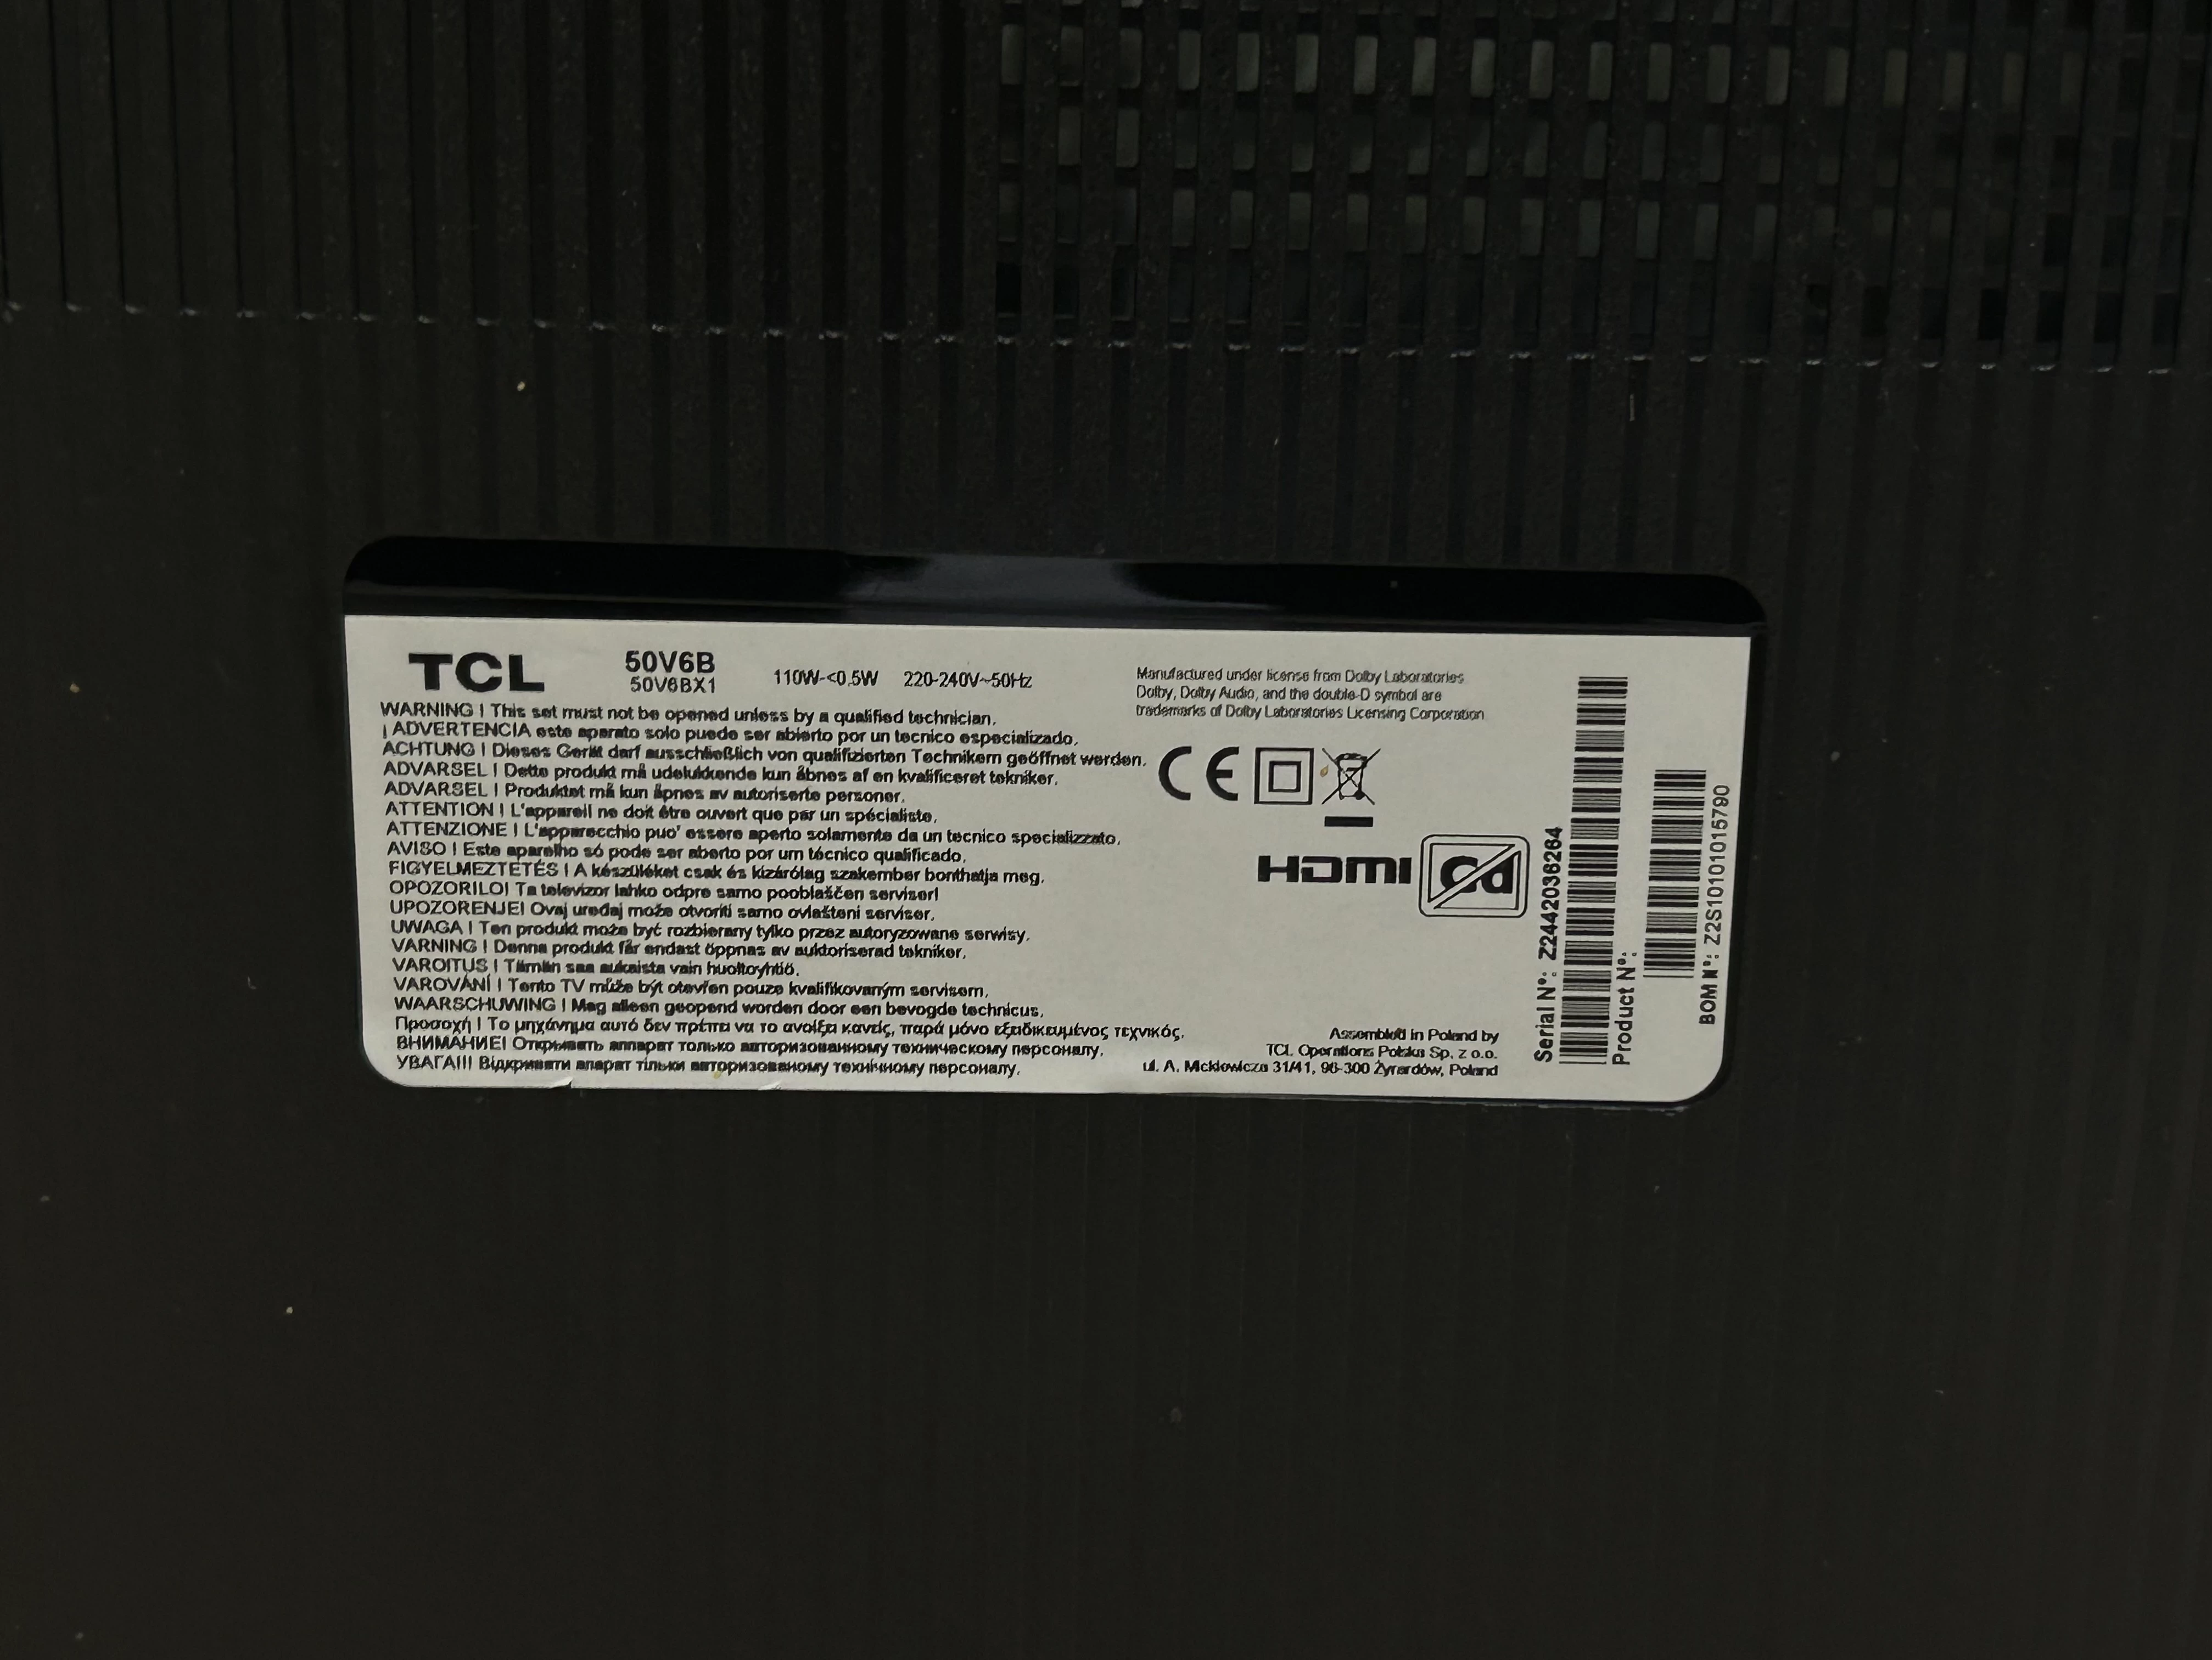 TCL
50V6B
50V6BX1
110W-<0.5W 220-240V~50Hz
WARNING ! This set must not be opened unless by a qualified technician.
¡ ADVERTENCIA este aparato solo puede ser abierto por un tecnico especializado.
ACHTUNG ! Dieses Gerät darf ausschließlich von qualifizierten Technikern geöffnet werden.
ADVARSEL ! Dette produkt må udelukkende kun åbnes af en kvalificeret tekniker.
ADVARSEL ! Produktet må kun åpnes av autoriserte personer.
ATTENTION ! L'appareil ne doit être ouvert que par un spécialiste.
ATTENZIONE ! L'apparecchio puo' essere aperto solamente da un tecnico specializzato.
AVISO ! Este aparelho só pode ser aberto por um técnico qualificado.
FIGYELMEZTETÉS ! A készüléket csak és kizárólag szakember bonthatja meg.
OPOZORILO! Ta televizor lahko odpre samo pooblaščen serviser!
UPOZORENJE! Ovaj uređaj može otvoriti samo ovlašteni serviser.
UWAGA ! Ten produkt może być rozbierany tylko przez autoryzowane serwisy.
VARNING ! Denna produkt får endast öppnas av auktoriserad tekniker.
VAROITUS ! Tämän saa aukaista vain huoltoyhtiö.
VAROVÁNÍ ! Tento TV může být otevřen pouze kvalifikovaným servisem.
WAARSCHUWING ! Mag alleen geopend worden door een bevogde technicus.
Προσοχή ! Το μηχάνημα αυτό δεν πρέπει να το ανοίξει κανείς, παρά μόνο εξειδικευμένος τεχνικός.
ВНИМАНИЕ! Открывать аппарат только авторизованному техническому персоналу.
УВАГА!!! Відкривати апарат тільки авторизованому технічному персоналу.
Manufactured under license from Dolby Laboratories
Dolby, Dolby Audio, and the double-D symbol are
trademarks of Dolby Laboratories Licensing Corporation
CE
HDMI
Assembled in Poland by
TCL Operations Polska Sp. z o.o.
ul. A. Mickiewicza 31/41, 96-300 Żyrardów, Poland
Serial N°: Z2442036264
Product N°:
BOM N°: Z2S10101015790